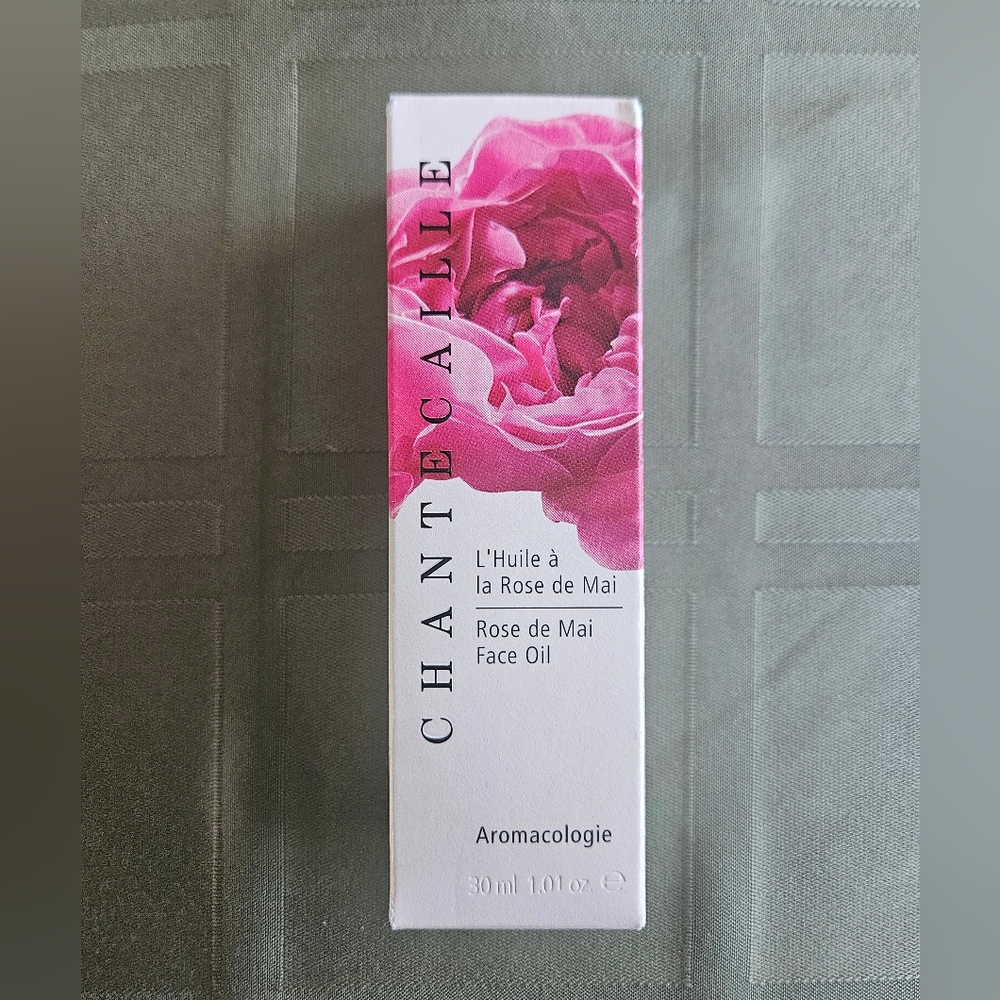 CHANTECAILLE
L'Huile à
la Rose de Mai
Rose de Mai
Face Oil
Aromacologie
30 ml 1.01 oz. ℮